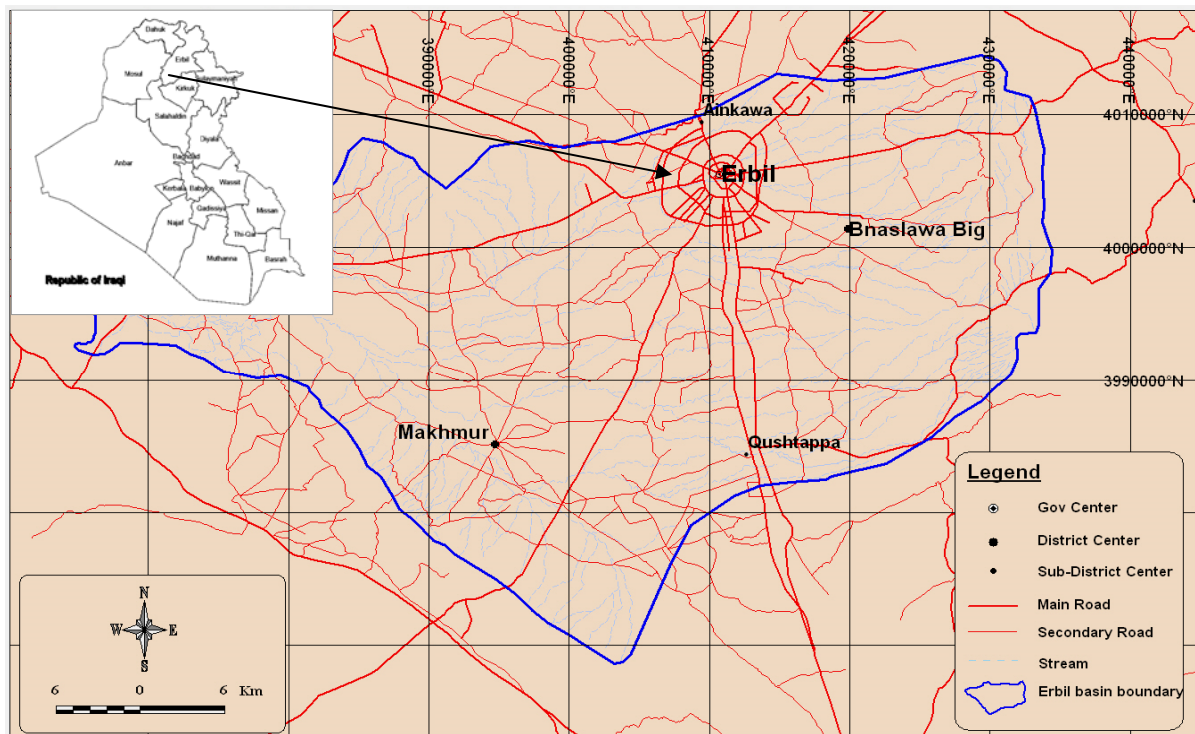 Dahuk
Erbil
Mosul
Sulaymaniyah
Kirkuk
Salahaldin
Diyala
Baghdad
Anbar
Wassit
Kerbala
Babylon
Qadissiya
Missan
Najaf
Thi-Qar
Muthanna
Basrah
Republic of Iraqi
390000°E
400000°E
410000°E
420000°E
430000°E
440000°E
4010000°N
4000000°N
3990000°N
Ainkawa
Erbil
Bnaslawa Big
Makhmur
Qushtappa
Legend
Gov Center
District Center
Sub-District Center
Main Road
Secondary Road
Stream
Erbil basin boundary
N
W E
S
6 0 6 Km